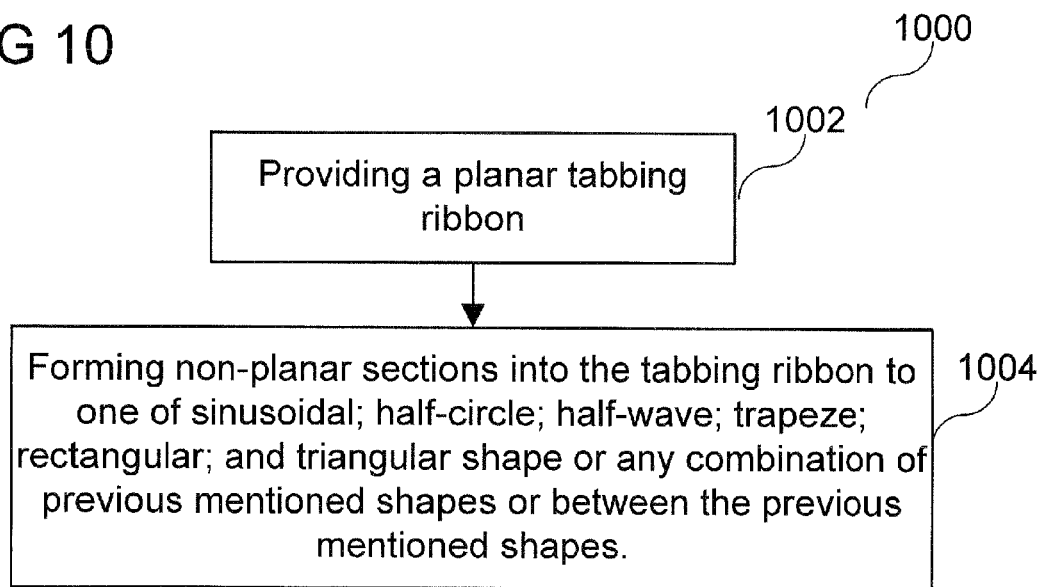 G 10
1000
1002
Providing a planar tabbing
ribbon
1004
Forming non-planar sections into the tabbing ribbon to
one of sinusoidal; half-circle; half-wave; trapeze;
rectangular; and triangular shape or any combination of
previous mentioned shapes or between the previous
mentioned shapes.